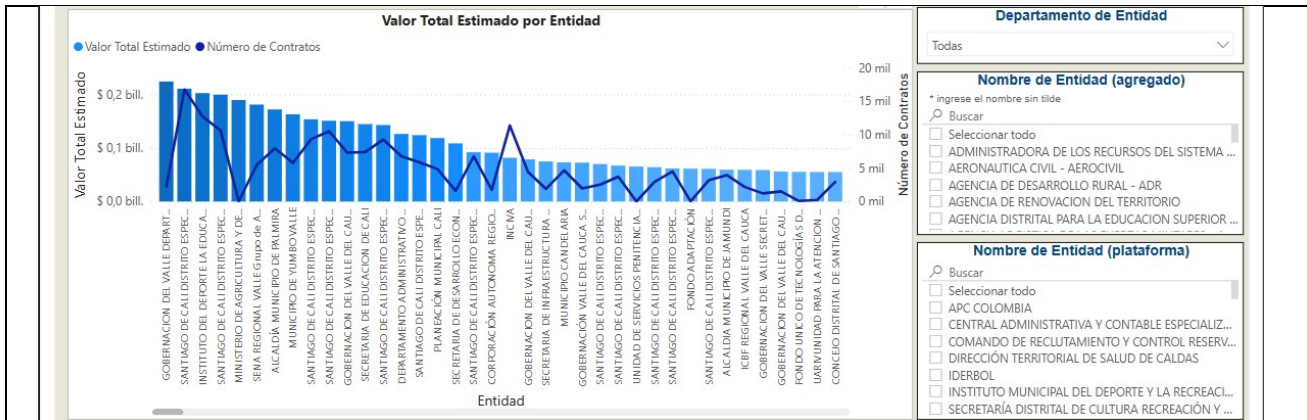 Valor Total Estimado por Entidad
Valor Total Estimado Número de Contratos
Valor Total Estimado
$ 0,2 bill.
$ 0,1 bill.
$ 0,0 bill.
20 mil
15 mil
10 mil
5 mil
0 mil
Número de Contratos
GOBERNACION DEL VALLE DEPART...
SANTIAGO DE CALI DISTRITO ESPEC...
INSTITUTO DEL DEPORTE LA EDUCA...
SANTIAGO DE CALI DISTRITO ESPEC...
MINISTERIO DE AGRICULTURA Y DE...
SENA REGIONAL VALLE Grupo de A...
ALCALDÍA MUNICIPIO DE PALMIRA
MUNICIPIO DE YUMBO VALLE
SANTIAGO DE CALI DISTRITO ESPEC...
SANTIAGO DE CALI DISTRITO ESPEC...
GOBERNACION DEL VALLE DEL CAU...
SECRETARIA DE EDUCACION DE CALI
SANTIAGO DE CALI DISTRITO ESPEC...
DEPARTAMENTO ADMINISTRATIVO ...
SANTIAGO DE CALI DISTRITO ESPE...
PLANEACIÓN MUNICIPAL CALI
SECRETARIA DE DESARROLLO ECON...
SANTIAGO DE CALI DISTRITO ESPEC...
CORPORACIÓN AUTONOMA REGIO...
INCIVA
GOBERNACION DEL VALLE DEL CAU...
SECRETARIA DE INFRAESTRUCTURA ...
MUNICIPIO CANDELARIA
GOBERNACIÓN VALLE DEL CAUCA S...
SANTIAGO DE CALI DISTRITO ESPEC...
SANTIAGO DE CALI DISTRITO ESPEC...
UNIDAD DE SERVICIOS PENITENCIA...
SANTIAGO DE CALI DISTRITO ESPEC...
SANTIAGO DE CALI DISTRITO ESPEC...
FONDO ADAPTACIÓN
SANTIAGO DE CALI DISTRITO ESPEC...
ALCALDIA MUNICIPIO DE JAMUNDI
ICBF REGIONAL VALLE DEL CAUCA
GOBERNACION DEL VALLE SECRET...
GOBERNACION DEL VALLE DEL CAU...
FONDO UNICO DE TECNOLOGÍAS D...
UARIV UNIDAD PARA LA ATENCION ...
CONCEJO DISTRITAL DE SANTIAGO ...
Entidad
Departamento de Entidad
Todas
Nombre de Entidad (agregado)
* ingrese el nombre sin tilde
Buscar
Seleccionar todo
ADMINISTRADORA DE LOS RECURSOS DEL SISTEMA ...
AERONAUTICA CIVIL - AEROCIVIL
AGENCIA DE DESARROLLO RURAL - ADR
AGENCIA DE RENOVACION DEL TERRITORIO
AGENCIA DISTRITAL PARA LA EDUCACION SUPERIOR ...
Nombre de Entidad (plataforma)
Buscar
Seleccionar todo
APC COLOMBIA
CENTRAL ADMINISTRATIVA Y CONTABLE ESPECIALIZ...
COMANDO DE RECLUTAMIENTO Y CONTROL RESERV...
DIRECCIÓN TERRITORIAL DE SALUD DE CALDAS
IDERBOL
INSTITUTO MUNICIPAL DEL DEPORTE Y LA RECREACI...
SECRETARÍA DISTRITAL DE CULTURA RECREACIÓN Y ...